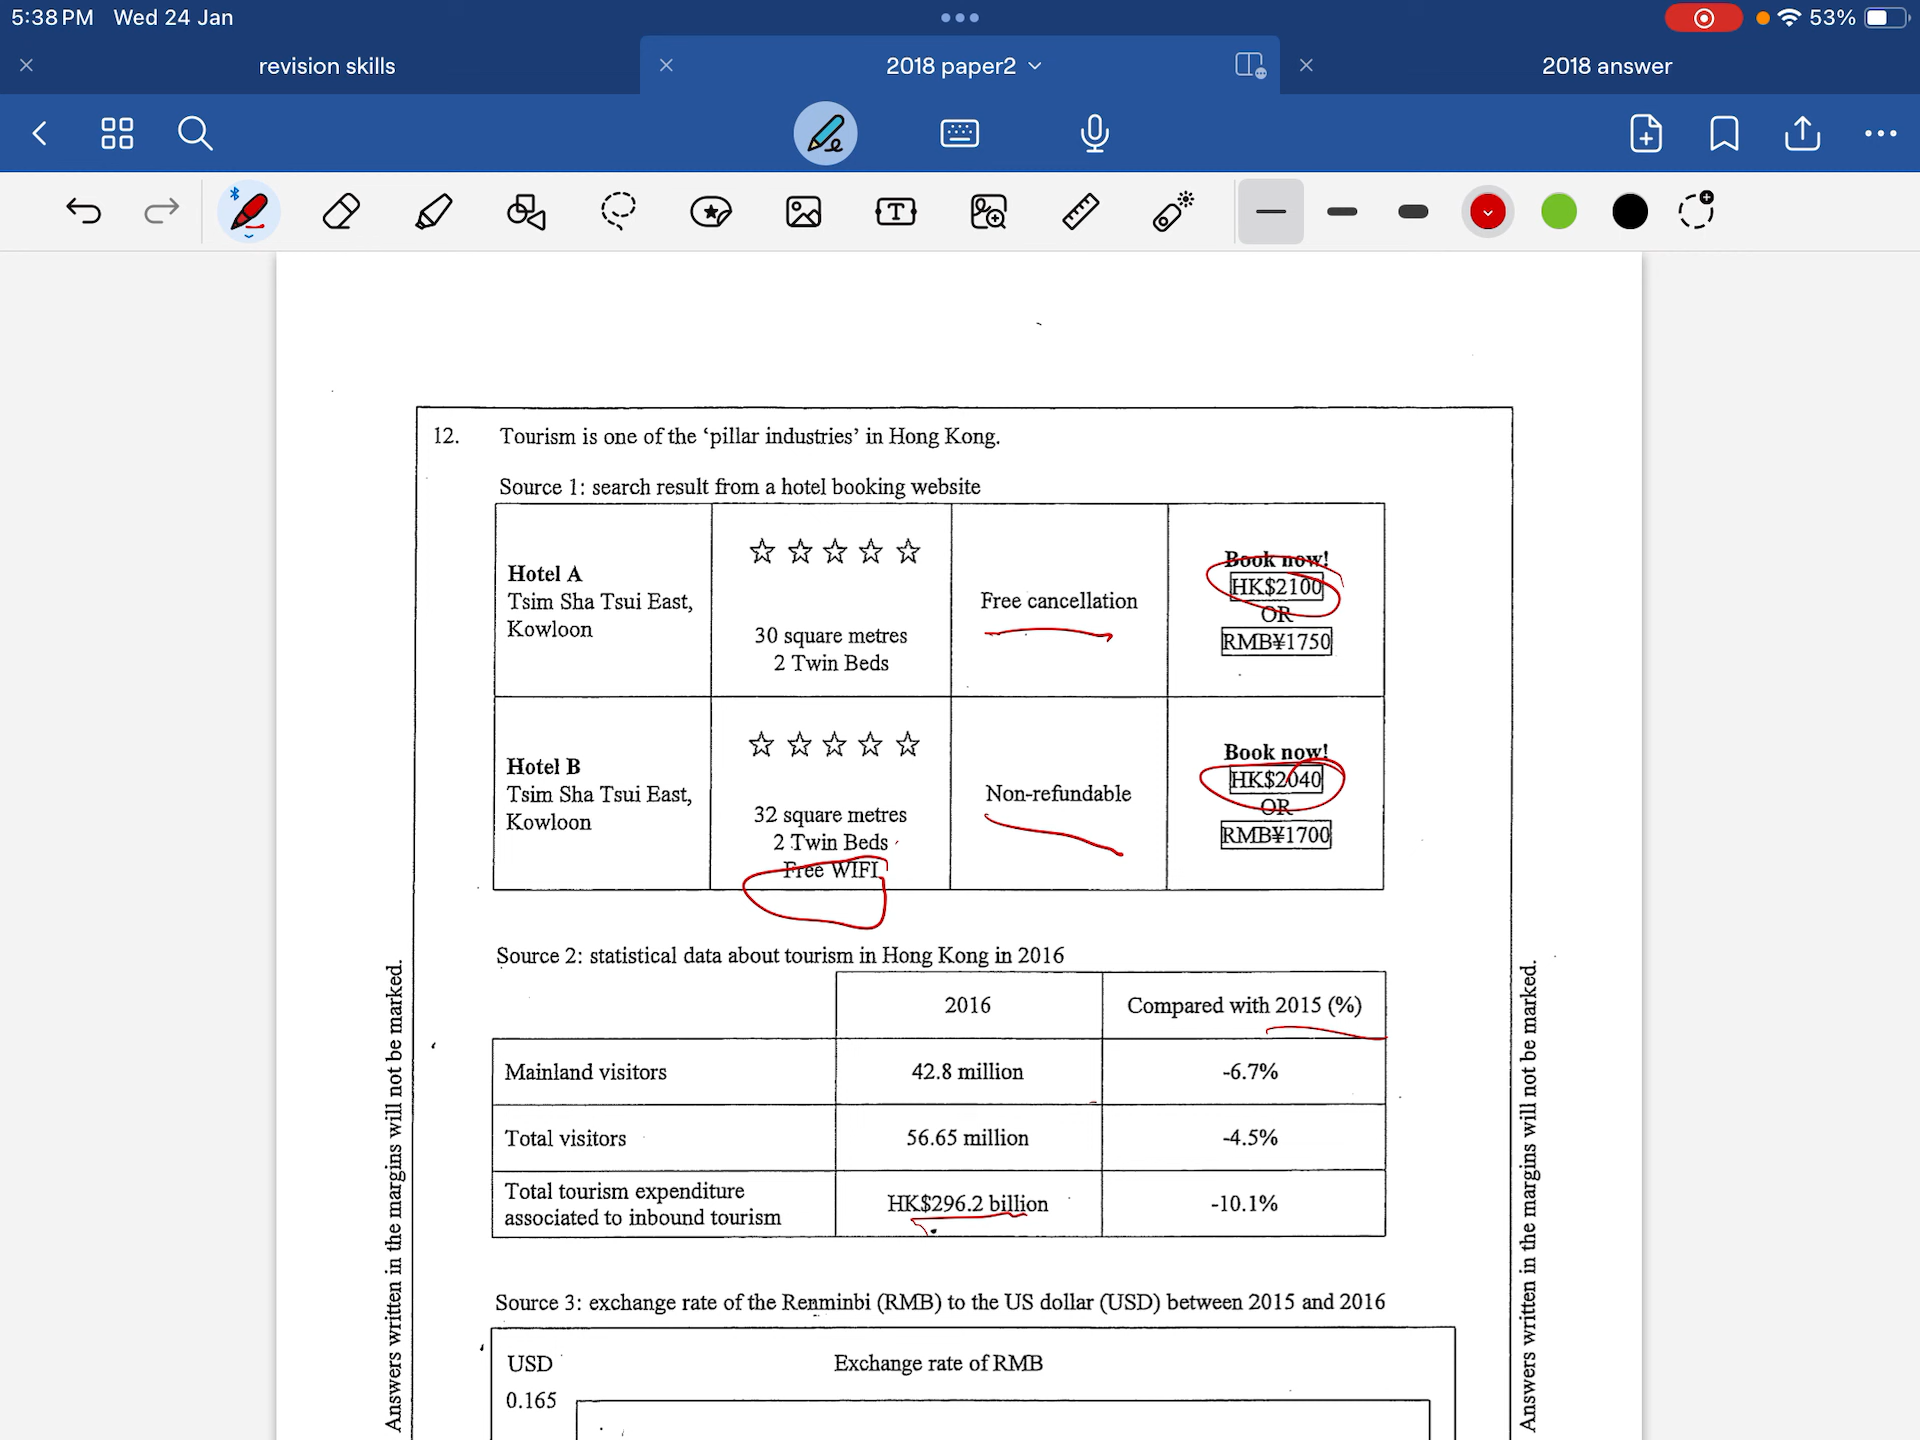 5:38 PM Wed 24 Jan
53%
revision skills
2018 paper2
2018 answer
12. Tourism is one of the ‘pillar industries’ in Hong Kong.
Source 1: search result from a hotel booking website
Hotel A
Tsim Sha Tsui East,
Kowloon
30 square metres
2 Twin Beds
Free cancellation
Book now!
HK$2100
OR
RMB¥1750
Hotel B
Tsim Sha Tsui East,
Kowloon
32 square metres
2 Twin Beds
Free WIFI
Non-refundable
Book now!
HK$2040
OR
RMB¥1700
Source 2: statistical data about tourism in Hong Kong in 2016
2016
Compared with 2015 (%)
Mainland visitors
42.8 million
-6.7%
Total visitors
56.65 million
-4.5%
Total tourism expenditure
associated to inbound tourism
HK$296.2 billion
-10.1%
Source 3: exchange rate of the Renminbi (RMB) to the US dollar (USD) between 2015 and 2016
USD
Exchange rate of RMB
0.165
Answers written in the margins will not be marked.
Answers written in the margins will not be marked.